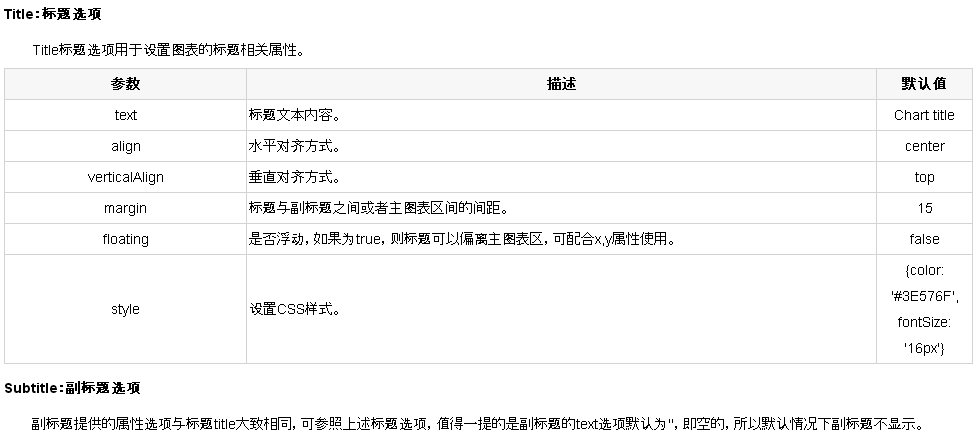 Title：标题选项
Title标题选项用于设置图表的标题相关属性。
参数 描述 默认值
text 标题文本内容。 Chart title
align 水平对齐方式。 center
verticalAlign 垂直对齐方式。 top
margin 标题与副标题之间或者主图表区间的间距。 15
floating 是否浮动，如果为true，则标题可以偏离主图表区，可配合x,y属性使用。 false
style 设置CSS样式。 {color:
'#3E576F',
fontSize:
'16px'}
Subtitle：副标题选项
副标题提供的属性选项与标题title大致相同，可参照上述标题选项，值得一提的是副标题的text选项默认为''，即空的，所以默认情况下副标题不显示。